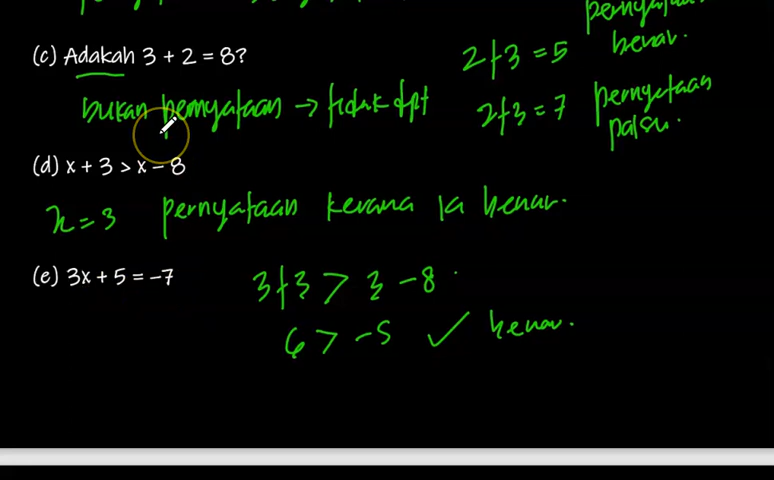 pernyataan
(c) Adakah 3 + 2 = 8?
2+3 = 5
benar.
bukan pernyataan → tidak dpt
2+3 = 7
pernyataan
palsu.
(d) x + 3 > x – 8
x = 3 pernyataan kerana ia benar.
(e) 3x + 5 = –7
3+3 > 3 – 8
6 > -5 ✓ benar.